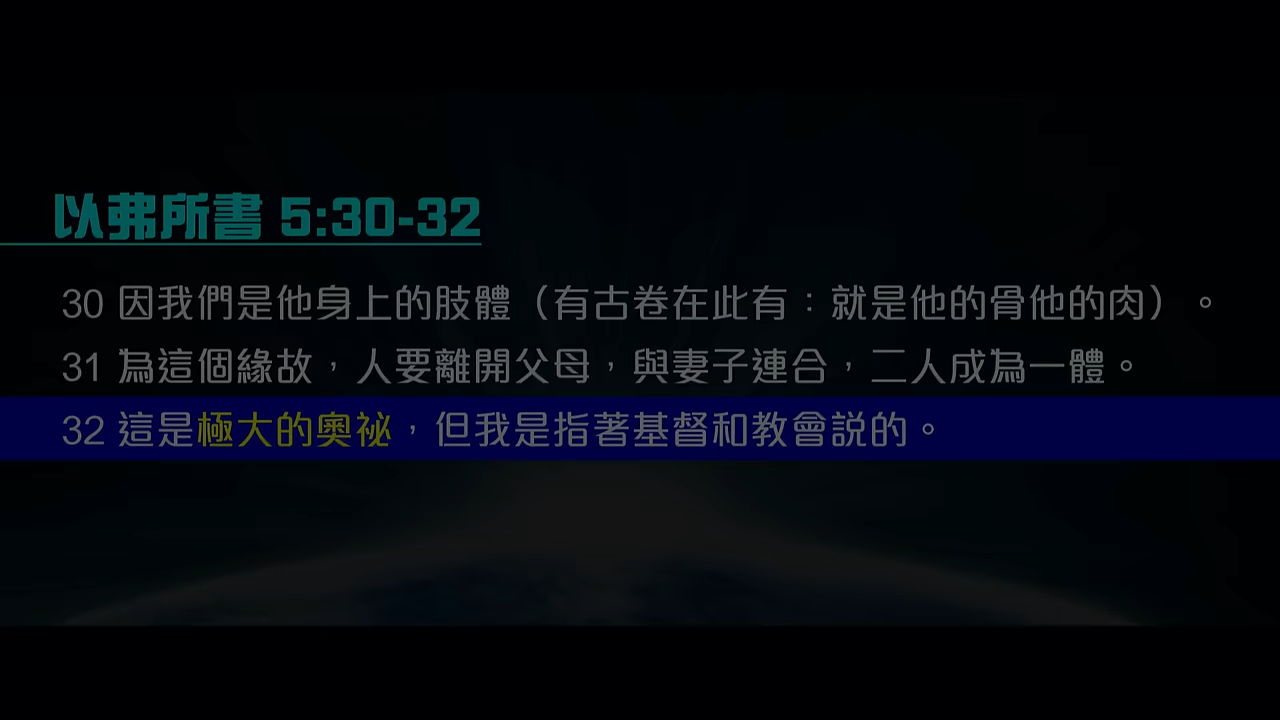 以弗所書 5:30-32
30 因我們是他身上的肢體（有古卷在此有：就是他的骨他的肉）。
31 為這個緣故，人要離開父母，與妻子連合，二人成為一體。
32 這是極大的奧祕，但我是指著基督和教會説的。